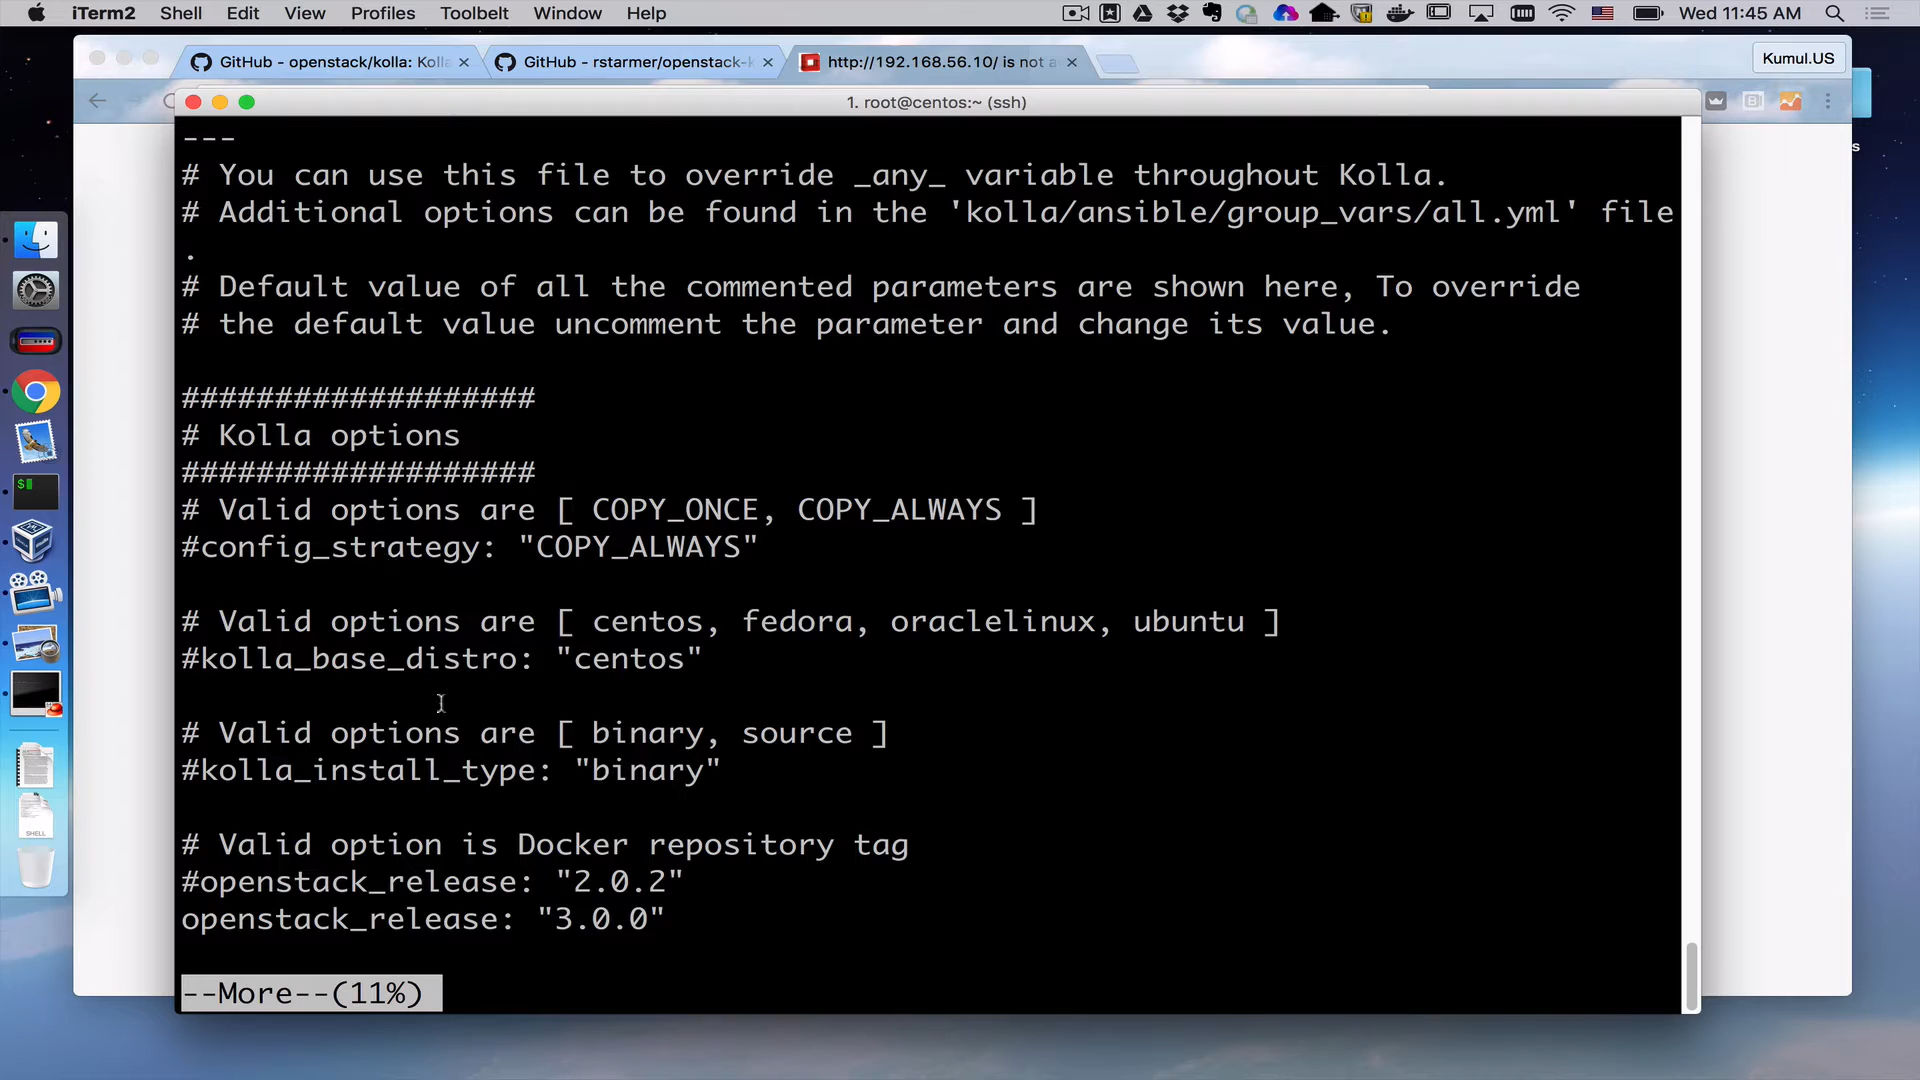 iTerm2 Shell Edit View Profiles Toolbelt Window Help Wed 11:45 AM
GitHub - openstack/kolla: Kolla
GitHub - rstarmer/openstack-k
http://192.168.56.10/ is not a
Kumul.US
1. root@centos:~ (ssh)
---
# You can use this file to override _any_ variable throughout Kolla.
# Additional options can be found in the 'kolla/ansible/group_vars/all.yml' file
.
# Default value of all the commented parameters are shown here, To override
# the default value uncomment the parameter and change its value.
###################
# Kolla options
###################
# Valid options are [ COPY_ONCE, COPY_ALWAYS ]
#config_strategy: "COPY_ALWAYS"
# Valid options are [ centos, fedora, oraclelinux, ubuntu ]
#kolla_base_distro: "centos"
# Valid options are [ binary, source ]
#kolla_install_type: "binary"
# Valid option is Docker repository tag
#openstack_release: "2.0.2"
openstack_release: "3.0.0"
--More--(11%)
SHELL